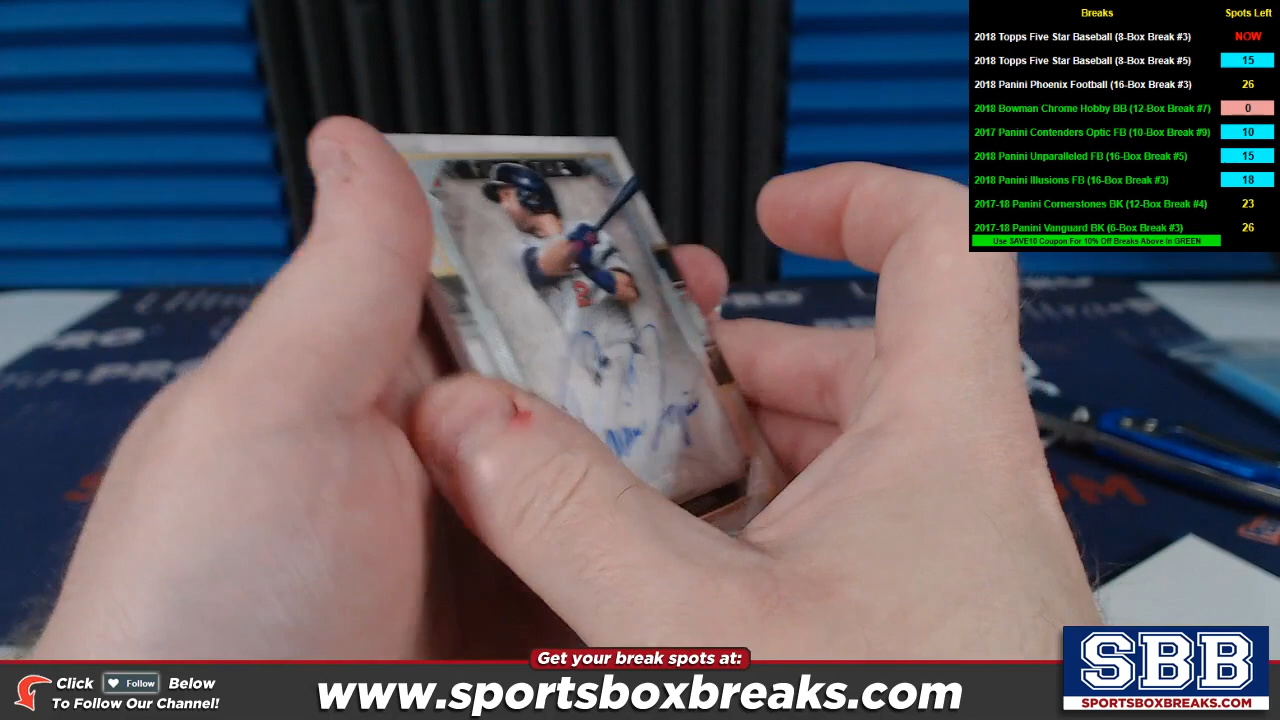 Breaks Spots Left
2018 Topps Five Star Baseball (8-Box Break #3) NOW
2018 Topps Five Star Baseball (8-Box Break #5) 15
2018 Panini Phoenix Football (16-Box Break #3) 26
2018 Bowman Chrome Hobby BB (12-Box Break #7) 0
2017 Panini Contenders Optic FB (10-Box Break #9) 10
2018 Panini Unparalleled FB (16-Box Break #5) 15
2018 Panini Illusions FB (16-Box Break #3) 18
2017-18 Panini Cornerstones BK (12-Box Break #4) 23
2017-18 Panini Vanguard BK (6-Box Break #3) 26
Use SAVE10 Coupon For 10% Off Breaks Above In GREEN
Get your break spots at:
Click Follow Below
To Follow Our Channel!
www.sportsboxbreaks.com
SBB
SPORTSBOXBREAKS.COM